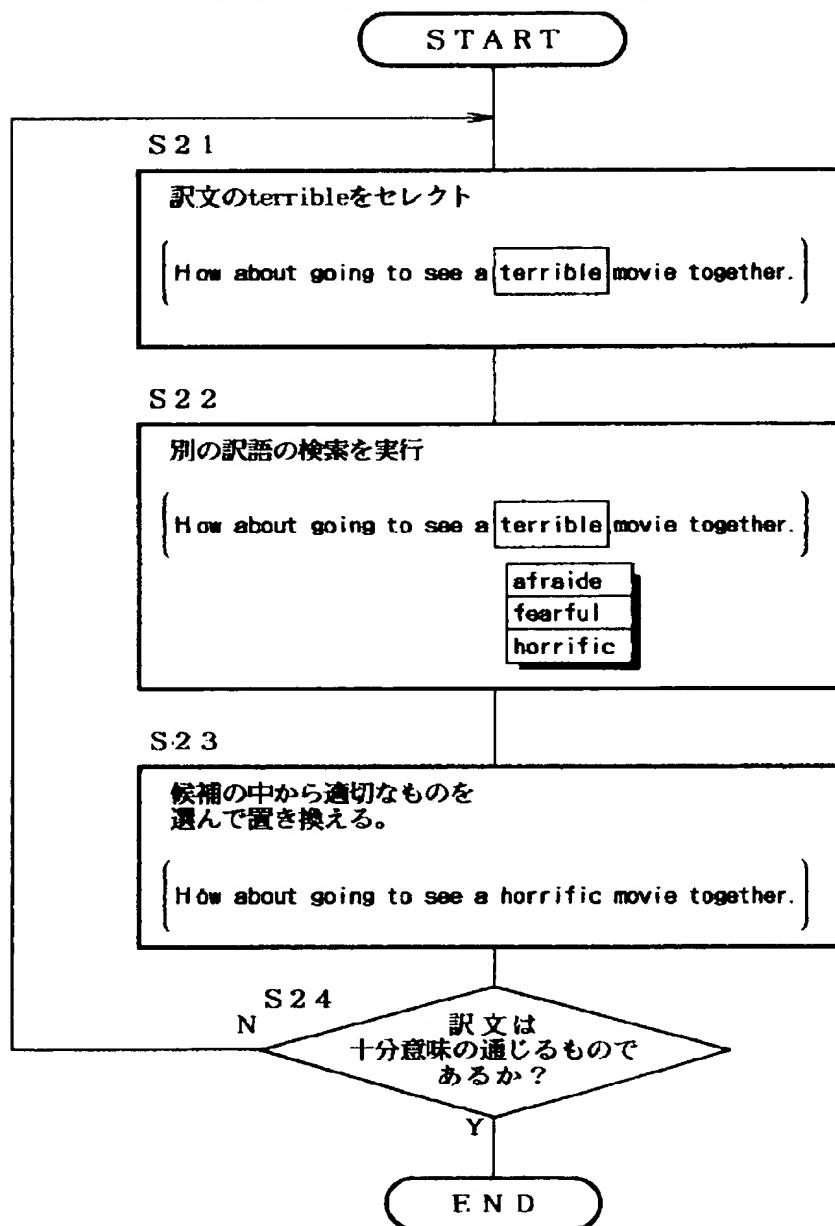 START
S21
訳文のterribleをセレクト
How about going to see a terrible movie together.
S22
別の訳語の検索を実行
How about going to see a terrible movie together.
afraide
fearful
horrific
S23
候補の中から適切なものを
選んで置き換える。
How about going to see a horrific movie together.
S24
N
訳文は
十分意味の通じるもので
あるか？
Y
END